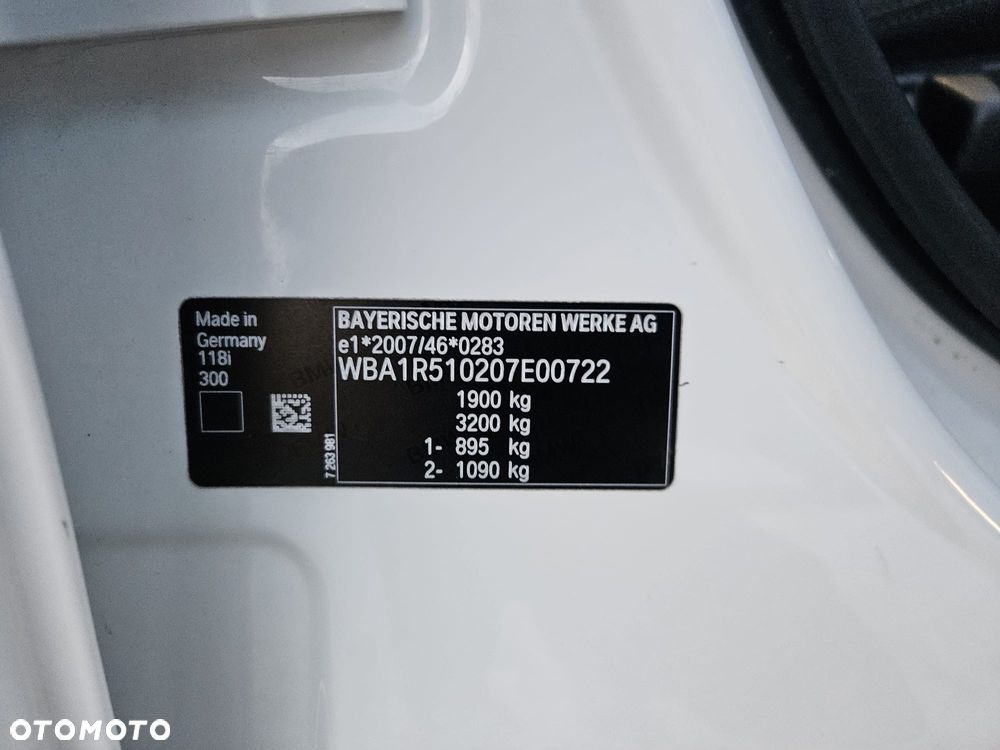 Made in
Germany
118i
300
7 263 981
BAYERISCHE MOTOREN WERKE AG
e1*2007/46*0283
WBA1R510207E00722
1900 kg
3200 kg
1- 895 kg
2- 1090 kg
OTOMOTO